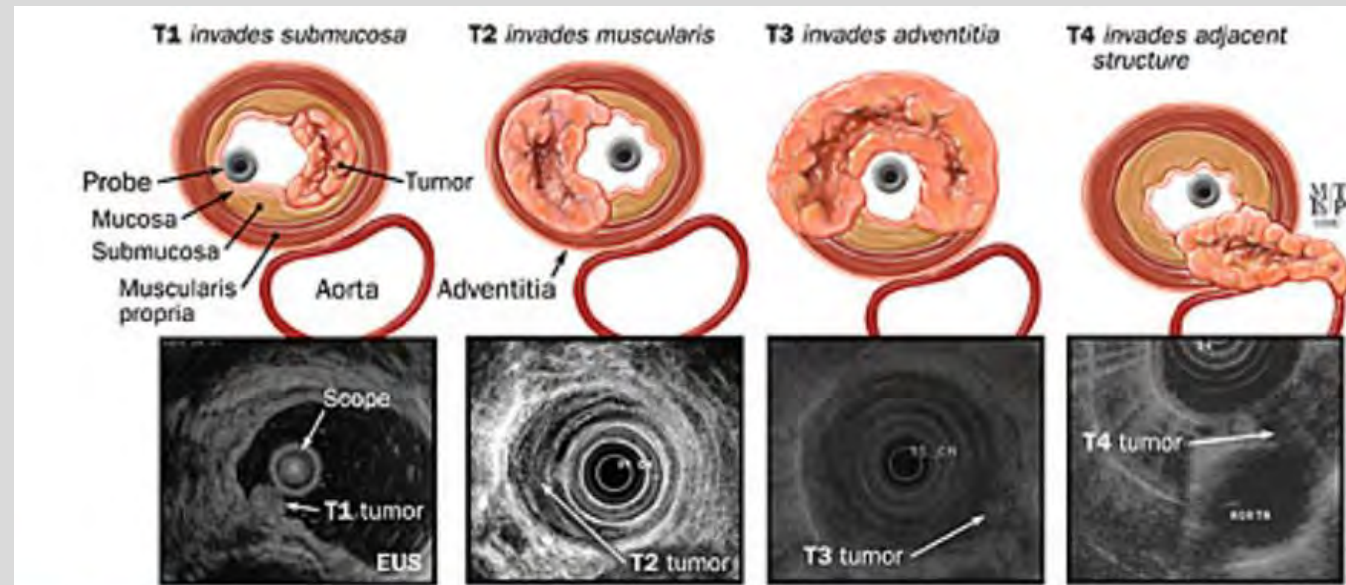 T1 invades submucosa
T2 invades muscularis
T3 invades adventitia
T4 invades adjacent
structure
Probe
Tumor
Mucosa
Submucosa
Muscularis
propria
Aorta
Adventitia
Scope
T1 tumor
EUS
T2 tumor
T3 tumor
T4 tumor
AORTA